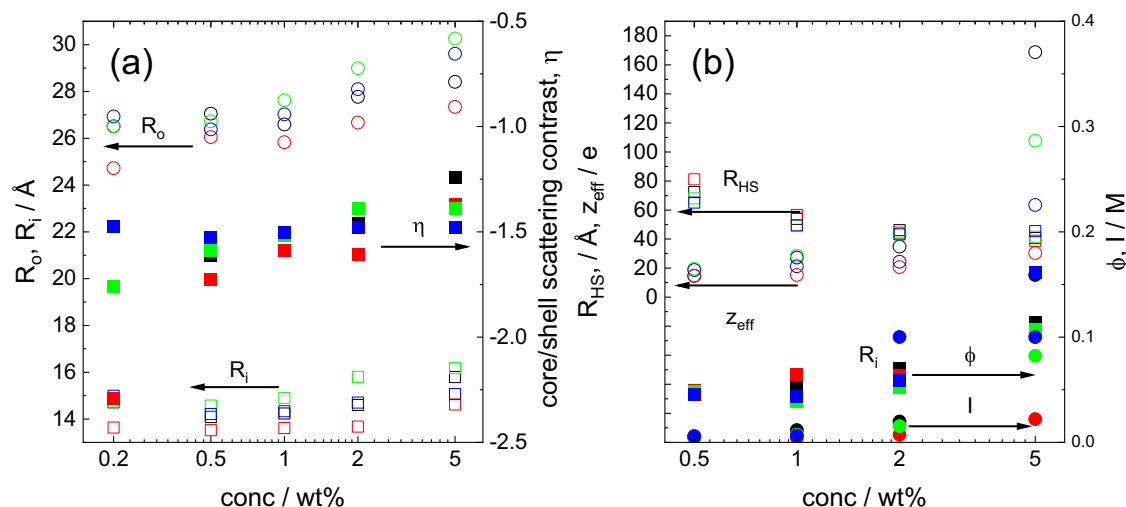 (a)
30
28
26
24
22
20
18
16
14
R_o, R_i / Å
R_o
η
R_i
-0.5
-1.0
-1.5
-2.0
-2.5
core/shell scattering contrast, η
0.2
0.5
1
2
5
conc / wt%
(b)
180
160
140
120
100
80
60
40
20
0
R_HS, / Å, z_eff / e
R_HS
z_eff
R_i
ϕ
I
0.4
0.3
0.2
0.1
0.0
ϕ, I / M
0.5
1
2
5
conc / wt%